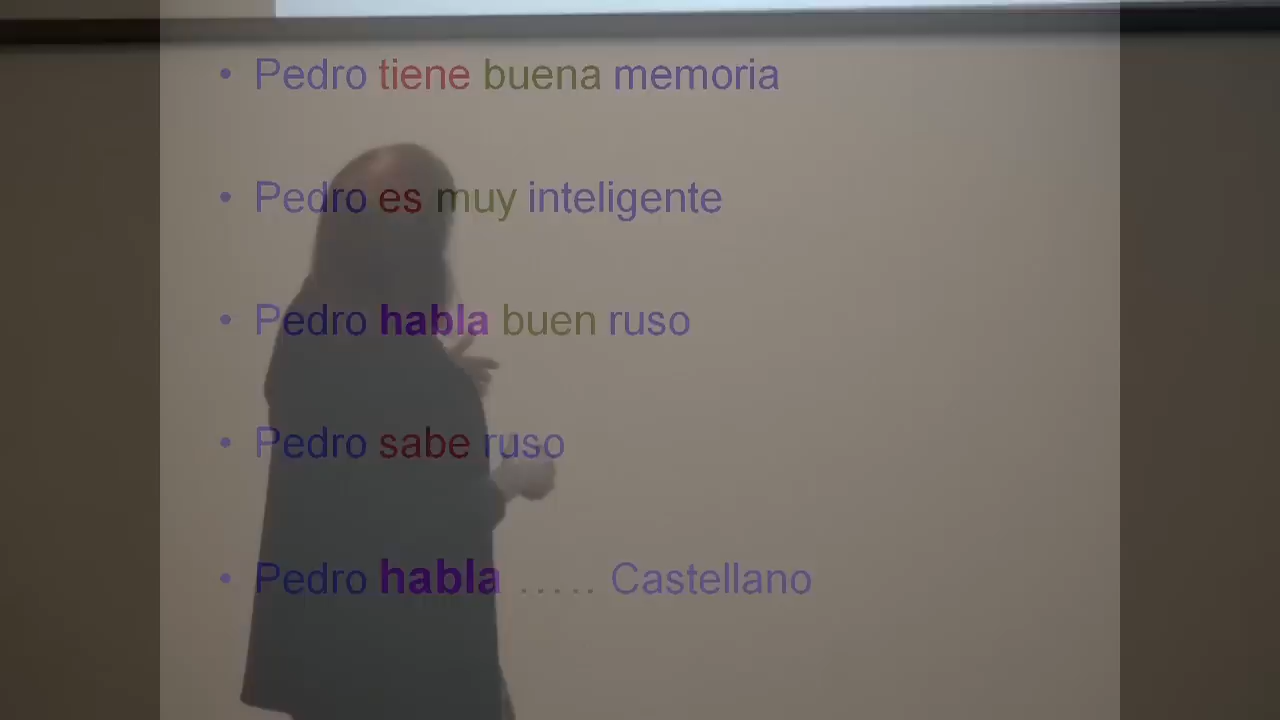 • Pedro tiene buena memoria
• Pedro es muy inteligente
• Pedro habla buen ruso
• Pedro sabe ruso
• Pedro habla ..... Castellano